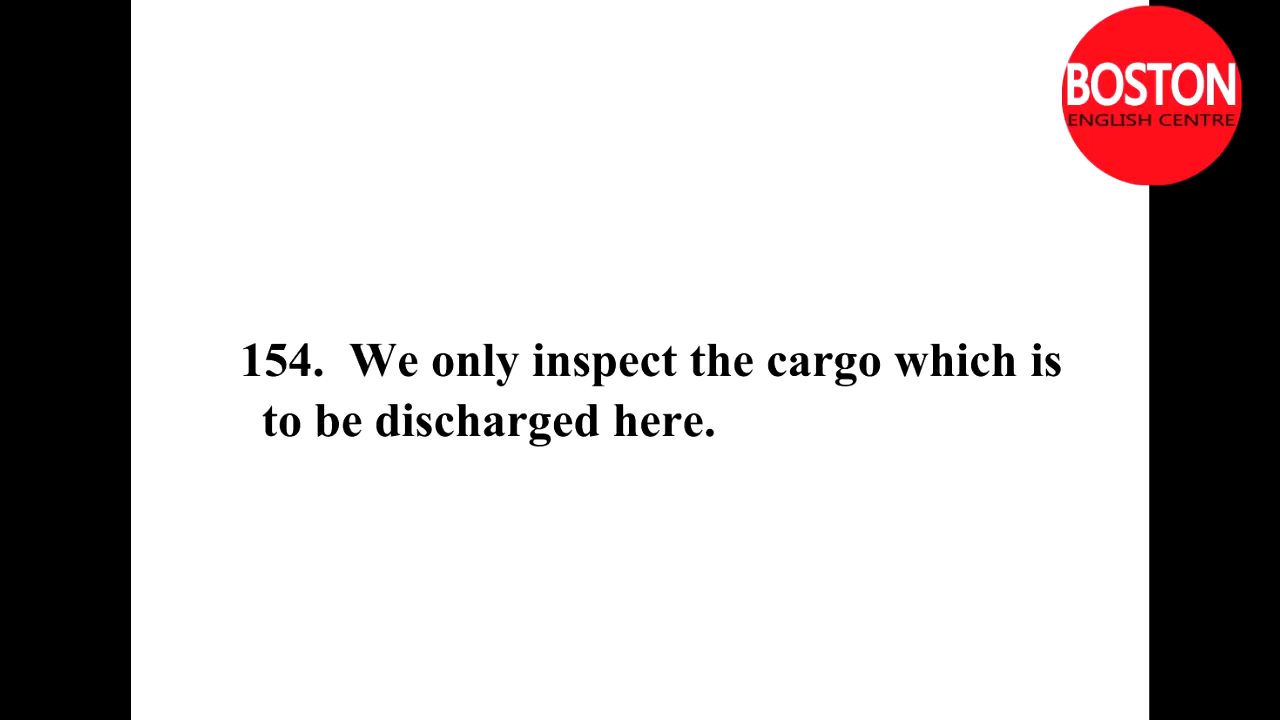 BOSTON
ENGLISH CENTRE
154. We only inspect the cargo which is
to be discharged here.